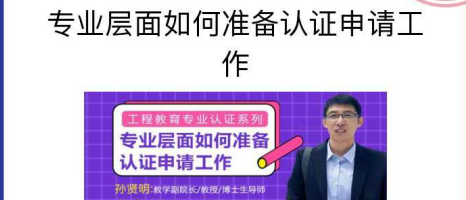 专业层面如何准备认证申请工
作
工程教育专业认证系列
专业层面如何准备
认证申请工作
孙贤明:教学副院长/教授/博士生导师